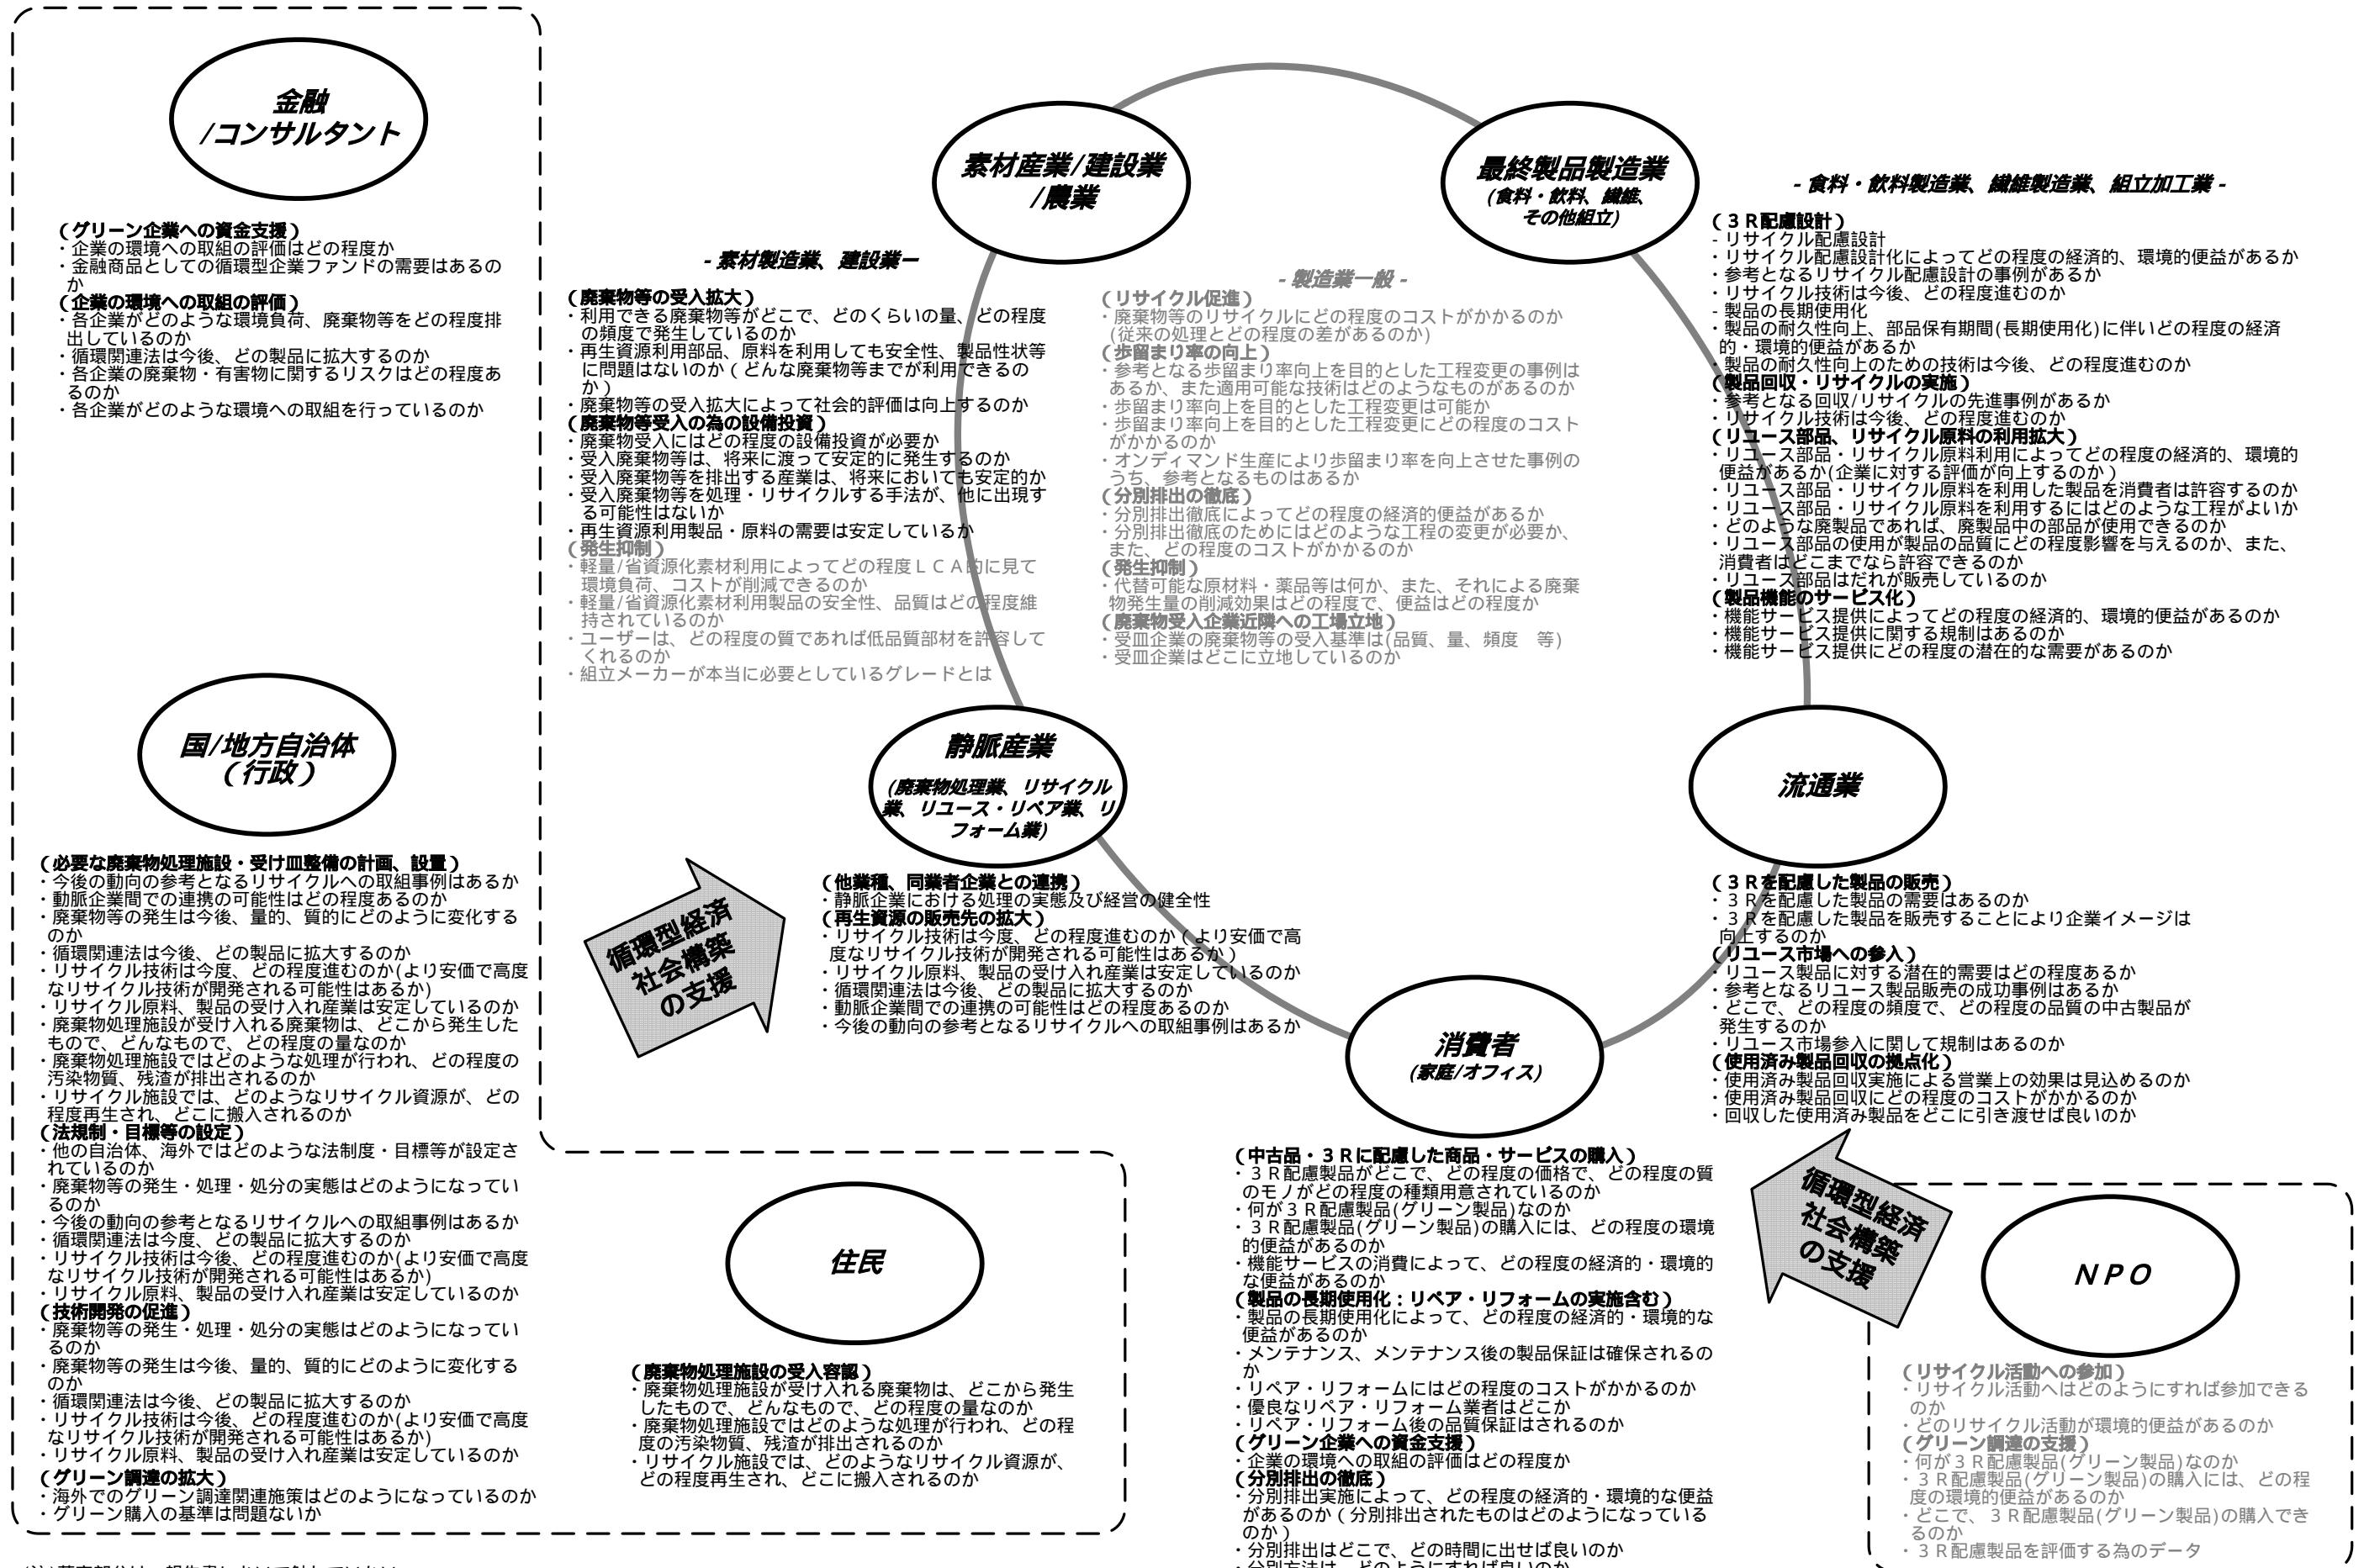 金融
/コンサルタント
(グリーン企業への資金支援)
・企業の環境への取組の評価はどの程度か
・金融商品としての循環型企業ファンドの需要はあるの
か
(企業の環境への取組の評価)
・各企業がどのような環境負荷、廃棄物等をどの程度排
出しているのか
・循環関連法は今後、どの製品に拡大するのか
・各企業の廃棄物・有害物に関するリスクはどの程度あ
るのか
・各企業がどのような環境への取組を行っているのか
国/地方自治体
(行政)
(必要な廃棄物処理施設・受け皿整備の計画、設置)
・今後の動向の参考となるリサイクルへの取組事例はあるか
・動脈企業間での連携の可能性はどの程度あるのか
・廃棄物等の発生は今後、量的、質的にどのように変化する
のか
・循環関連法は今後、どの製品に拡大するのか
・リサイクル技術は今度、どの程度進むのか(より安価で高度
なリサイクル技術が開発される可能性はあるか)
・リサイクル原料、製品の受け入れ産業は安定しているのか
・廃棄物処理施設が受け入れる廃棄物は、どこから発生した
もので、どんなもので、どの程度の量なのか
・廃棄物処理施設ではどのような処理が行われ、どの程度の
汚染物質、残渣が排出されるのか
・リサイクル施設では、どのようなリサイクル資源が、どの
程度再生され、どこに搬入されるのか
(法規制・目標等の設定)
・他の自治体、海外ではどのような法制度・目標等が設定さ
れているのか
・廃棄物等の発生・処理・処分の実態はどのようになってい
るのか
・今後の動向の参考となるリサイクルへの取組事例はあるか
・循環関連法は今度、どの製品に拡大するのか
・リサイクル技術は今後、どの程度進むのか(より安価で高度
なリサイクル技術が開発される可能性はあるか)
・リサイクル原料、製品の受け入れ産業は安定しているのか
(技術開発の促進)
・廃棄物等の発生・処理・処分の実態はどのようになってい
るのか
・廃棄物等の発生は今後、量的、質的にどのように変化する
のか
・循環関連法は今後、どの製品に拡大するのか
・リサイクル技術は今後、どの程度進むのか(より安価で高度
なリサイクル技術が開発される可能性はあるか)
・リサイクル原料、製品の受け入れ産業は安定しているのか
(グリーン調達の拡大)
・海外でのグリーン調達関連施策はどのようになっているのか
・グリーン購入の基準は問題ないか
素材産業/建設業
/農業
- 素材製造業、建設業ー
(廃棄物等の受入拡大)
・利用できる廃棄物等がどこで、どのくらいの量、どの程度
の頻度で発生しているのか
・再生資源利用部品、原料を利用しても安全性、製品性状等
に問題はないのか(どんな廃棄物等までが利用できるの
か)
・廃棄物等の受入拡大によって社会的評価は向上するのか
(廃棄物等受入の為の設備投資)
・廃棄物受入にはどの程度の設備投資が必要か
・受入廃棄物等は、将来に渡って安定的に発生するのか
・受入廃棄物等を排出する産業は、将来においても安定的か
・受入廃棄物等を処理・リサイクルする手法が、他に出現す
る可能性はないか
・再生資源利用製品・原料の需要は安定しているか
(発生抑制)
・軽量/省資源化素材利用によってどの程度LCA的に見て
環境負荷、コストが削減できるのか
・軽量/省資源化素材利用製品の安全性、品質はどの程度維
持されているのか
・ユーザーは、どの程度の質であれば低品質部材を許容して
くれるのか
・組立メーカーが本当に必要としているグレードとは
- 製造業一般 -
(リサイクル促進)
・廃棄物等のリサイクルにどの程度のコストがかかるのか
(従来の処理とどの程度の差があるのか)
(歩留まり率の向上)
・参考となる歩留まり率向上を目的とした工程変更の事例は
あるか、また適用可能な技術はどのようなものがあるのか
・歩留まり率向上を目的とした工程変更は可能か
・歩留まり率向上を目的とした工程変更にどの程度のコスト
がかかるのか
・オンディマンド生産により歩留まり率を向上させた事例の
うち、参考となるものはあるか
(分別排出の徹底)
・分別排出徹底によってどの程度の経済的便益があるか
・分別排出徹底のためにはどのような工程の変更が必要か、
また、どの程度のコストがかかるのか
(発生抑制)
・代替可能な原材料・薬品等は何か、また、それによる廃棄
物発生量の削減効果はどの程度で、便益はどの程度か
(廃棄物受入企業近隣への工場立地)
・受皿企業の廃棄物等の受入基準は(品質、量、頻度 等)
・受皿企業はどこに立地しているのか
最終製品製造業
(食料・飲料、繊維、
その他組立)
- 食料・飲料製造業、繊維製造業、組立加工業 -
(3R配慮設計)
- リサイクル配慮設計
・リサイクル配慮設計化によってどの程度の経済的、環境的便益があるか
・参考となるリサイクル配慮設計の事例があるか
・リサイクル技術は今後、どの程度進むのか
- 製品の長期使用化
・製品の耐久性向上、部品保有期間(長期使用化)に伴いどの程度の経済
的・環境的便益があるか
・製品の耐久性向上のための技術は今後、どの程度進むのか
(製品回収・リサイクルの実施)
・参考となる回収/リサイクルの先進事例があるか
・リサイクル技術は今後、どの程度進むのか
(リユース部品、リサイクル原料の利用拡大)
・リユース部品・リサイクル原料利用によってどの程度の経済的、環境的
便益があるか(企業に対する評価が向上するのか)
・リユース部品・リサイクル原料を利用した製品を消費者は許容するのか
・リユース部品・リサイクル原料を利用するにはどのような工程がよいか
・どのような廃製品であれば、廃製品中の部品が使用できるのか
・リユース部品の使用が製品の品質にどの程度影響を与えるのか、また、
消費者はどこまでなら許容できるのか
・リユース部品はだれが販売しているのか
(製品機能のサービス化)
・機能サービス提供によってどの程度の経済的、環境的便益があるのか
・機能サービス提供に関する規制はあるのか
・機能サービス提供にどの程度の潜在的な需要があるのか
静脈産業
(廃棄物処理業、リサイクル
業、リユース・リペア業、リ
フォーム業)
循環型経済
社会構築
の支援
(他業種、同業者企業との連携)
・静脈企業における処理の実態及び経営の健全性
(再生資源の販売先の拡大)
・リサイクル技術は今度、どの程度進むのか(より安価で高
度なリサイクル技術が開発される可能性はあるか)
・リサイクル原料、製品の受け入れ産業は安定しているのか
・循環関連法は今後、どの製品に拡大するのか
・動脈企業間での連携の可能性はどの程度あるのか
・今後の動向の参考となるリサイクルへの取組事例はあるか
流通業
(3Rを配慮した製品の販売)
・3Rを配慮した製品の需要はあるのか
・3Rを配慮した製品を販売することにより企業イメージは
向上するのか
(リユース市場への参入)
・リユース製品に対する潜在的需要はどの程度あるか
・参考となるリユース製品販売の成功事例はあるか
・どこで、どの程度の頻度で、どの程度の品質の中古製品が
発生するのか
・リユース市場参入に関して規制はあるのか
(使用済み製品回収の拠点化)
・使用済み製品回収実施による営業上の効果は見込めるのか
・使用済み製品回収にどの程度のコストがかかるのか
・回収した使用済み製品をどこに引き渡せば良いのか
消費者
(家庭/オフィス)
(中古品・3Rに配慮した商品・サービスの購入)
・3R配慮製品がどこで、どの程度の価格で、どの程度の質
のモノがどの程度の種類用意されているのか
・何が3R配慮製品(グリーン製品)なのか
・3R配慮製品(グリーン製品)の購入には、どの程度の環境
的便益があるのか
・機能サービスの消費によって、どの程度の経済的・環境的
な便益があるのか
(製品の長期使用化:リペア・リフォームの実施含む)
・製品の長期使用化によって、どの程度の経済的・環境的な
便益があるのか
・メンテナンス、メンテナンス後の製品保証は確保されるの
か
・リペア・リフォームにはどの程度のコストがかかるのか
・優良なリペア・リフォーム業者はどこか
・リペア・リフォーム後の品質保証はされるのか
(グリーン企業への資金支援)
・企業の環境への取組の評価はどの程度か
(分別排出の徹底)
・分別排出実施によって、どの程度の経済的・環境的な便益
があるのか(分別排出されたものはどのようになっている
のか)
・分別排出はどこで、どの時間に出せば良いのか
住民
(廃棄物処理施設の受入容認)
・廃棄物処理施設が受け入れる廃棄物は、どこから発生
したもので、どんなもので、どの程度の量なのか
・廃棄物処理施設ではどのような処理が行われ、どの程
度の汚染物質、残渣が排出されるのか
・リサイクル施設では、どのようなリサイクル資源が、
どの程度再生され、どこに搬入されるのか
循環型経済
社会構築
の支援
NPO
(リサイクル活動への参加)
・リサイクル活動へはどのようにすれば参加できる
のか
・どのリサイクル活動が環境的便益があるのか
(グリーン調達の支援)
・何が3R配慮製品(グリーン製品)なのか
・3R配慮製品(グリーン製品)の購入には、どの程
度の環境的便益があるのか
・どこで、3R配慮製品(グリーン製品)の購入でき
るのか
・3R配慮製品を評価する為のデータ